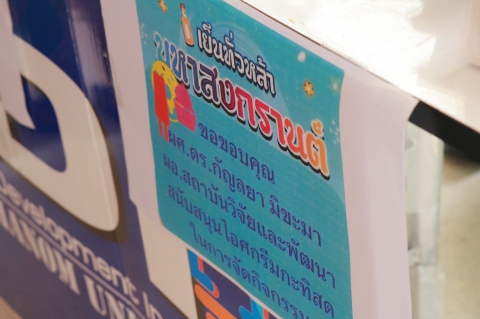 เย็นทั่วหล้า
มหาสงกรานต์
ขอขอบคุณ
ผศ.ดร.กัญลยา มิขะมา
ผอ.สถาบันวิจัยและพัฒนา
สนับสนุนไอศกรีมกะทิสด
ในการจัดกิจกรรม
Development In
ANOM UNI